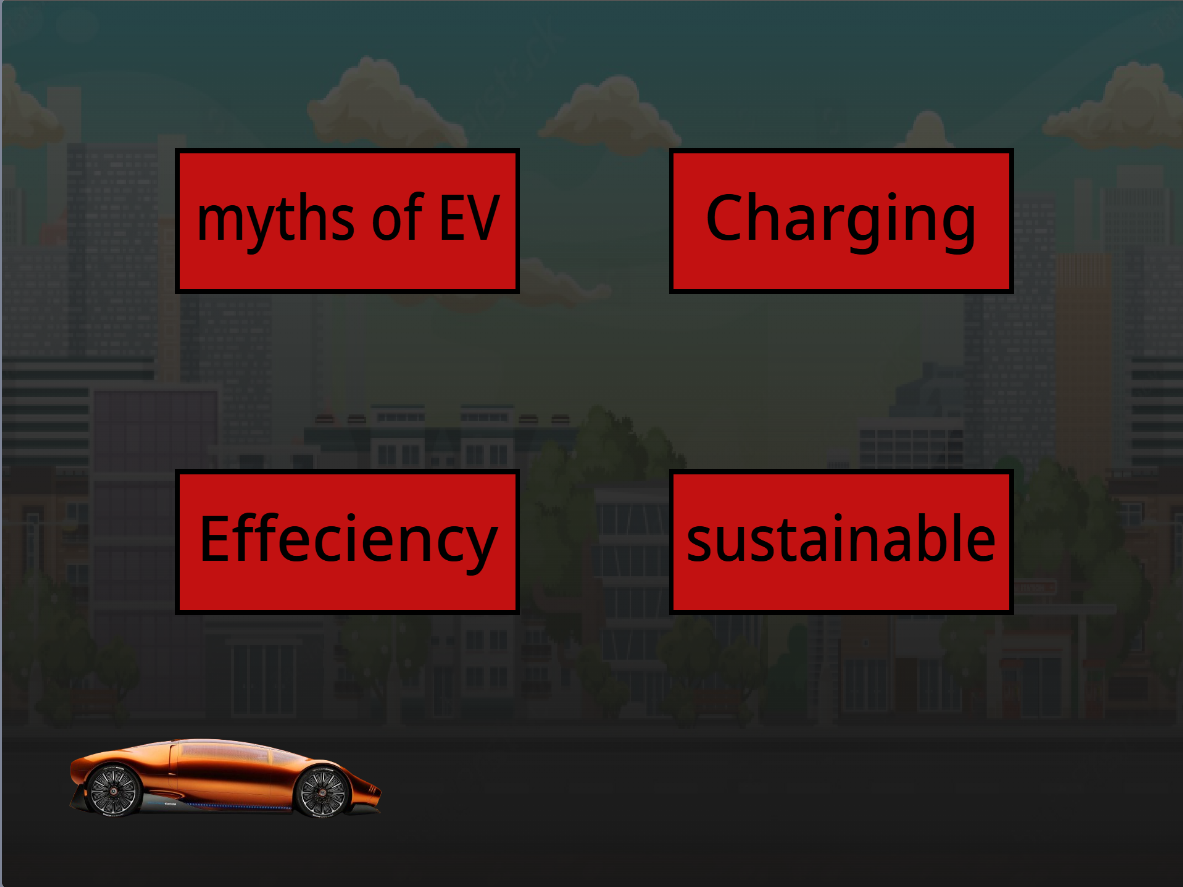 myths of EV
Charging
Effeciency
sustainable